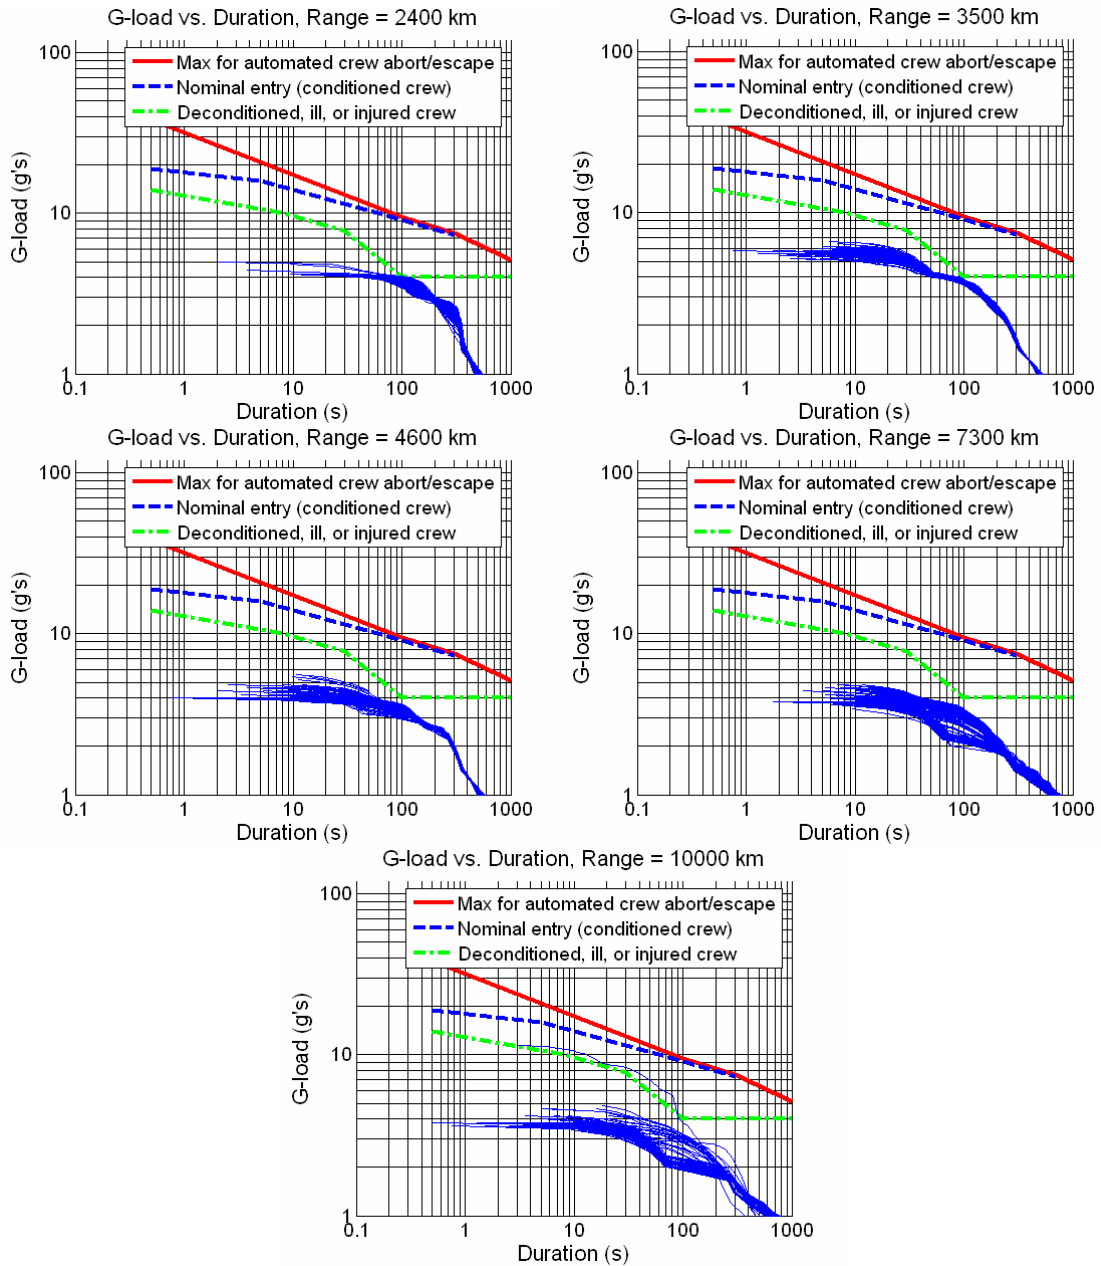 G-load vs. Duration, Range = 2400 km
100
Max for automated crew abort/escape
Nominal entry (conditioned crew)
Deconditioned, ill, or injured crew
G-load (g's)
10
1
0.1 1 10 100 1000
Duration (s)
G-load vs. Duration, Range = 3500 km
100
Max for automated crew abort/escape
Nominal entry (conditioned crew)
Deconditioned, ill, or injured crew
G-load (g's)
10
1
0.1 1 10 100 1000
Duration (s)
G-load vs. Duration, Range = 4600 km
100
Max for automated crew abort/escape
Nominal entry (conditioned crew)
Deconditioned, ill, or injured crew
G-load (g's)
10
1
0.1 1 10 100 1000
Duration (s)
G-load vs. Duration, Range = 7300 km
100
Max for automated crew abort/escape
Nominal entry (conditioned crew)
Deconditioned, ill, or injured crew
G-load (g's)
10
1
0.1 1 10 100 1000
Duration (s)
G-load vs. Duration, Range = 10000 km
100
Max for automated crew abort/escape
Nominal entry (conditioned crew)
Deconditioned, ill, or injured crew
G-load (g's)
10
1
0.1 1 10 100 1000
Duration (s)